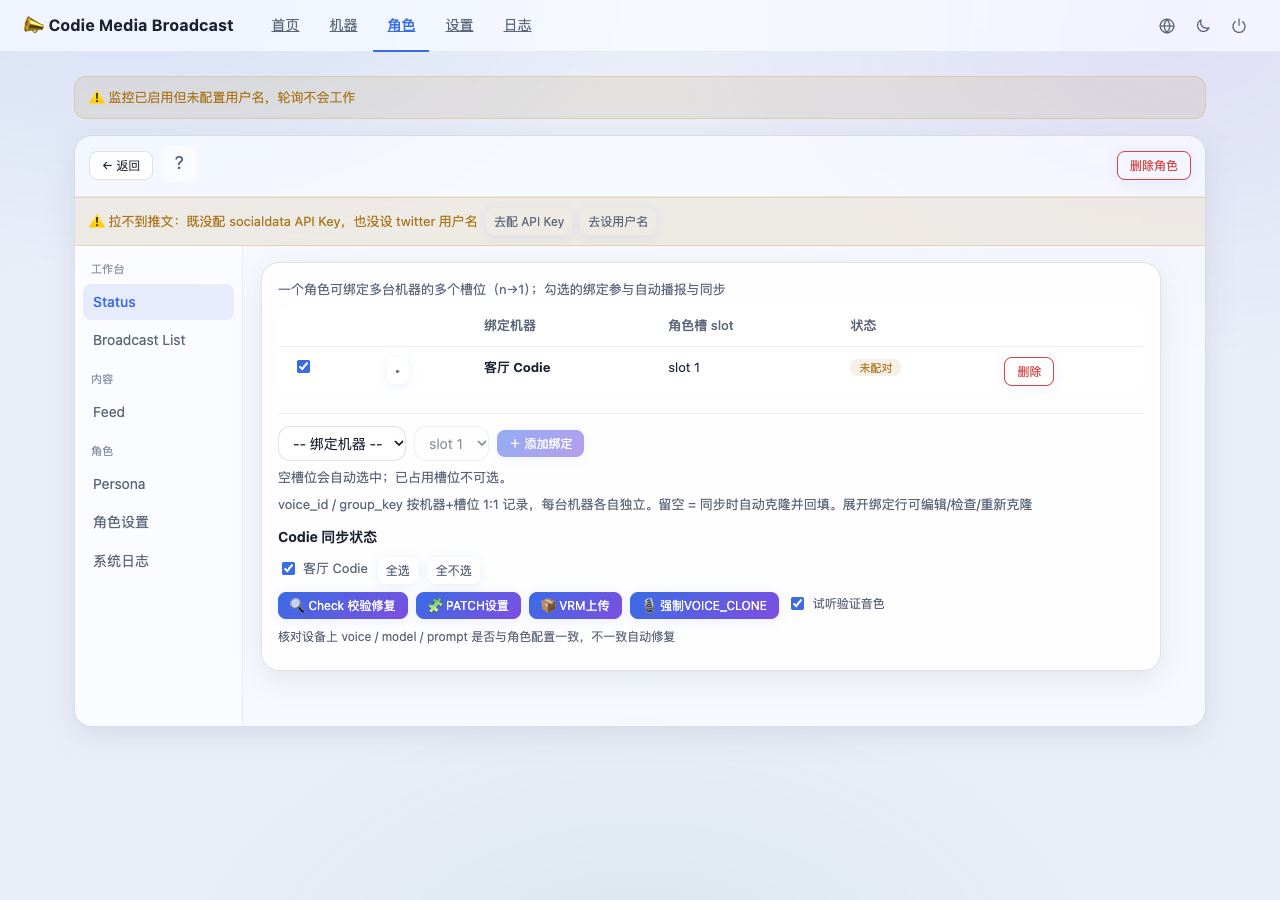 Codie Media Broadcast
首页
机器
角色
设置
日志
监控已启用但未配置用户名，轮询不会工作
← 返回
?
删除角色
拉不到推文：既没配 socialdata API Key，也没设 twitter 用户名
去配 API Key
去设用户名
工作台
Status
Broadcast List
内容
Feed
角色
Persona
角色设置
系统日志
一个角色可绑定多台机器的多个槽位（n→1）；勾选的绑定参与自动播报与同步
绑定机器 角色槽 slot 状态
客厅 Codie slot 1 未配对 删除
-- 绑定机器 -- slot 1 + 添加绑定
空槽位会自动选中；已占用槽位不可选。
voice_id / group_key 按机器+槽位 1:1 记录，每台机器各自独立。留空 = 同步时自动克隆并回填。展开绑定行可编辑/检查/重新克隆
Codie 同步状态
客厅 Codie 全选 全不选
Check 校验修复 PATCH设置 VRM上传 强制VOICE_CLONE 试听验证音色
核对设备上 voice / model / prompt 是否与角色配置一致，不一致自动修复